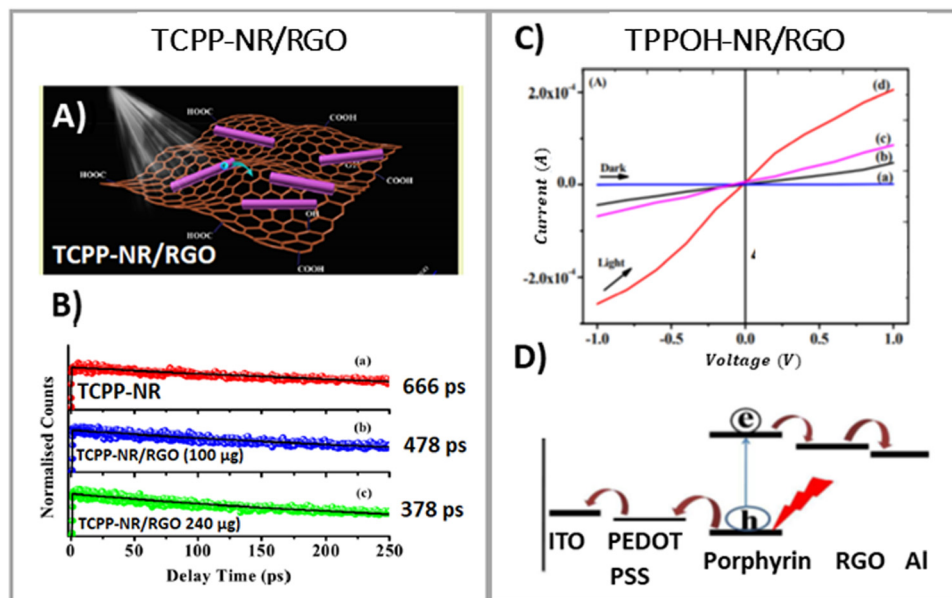 TCPP-NR/RGO
A)
HOOC
COOH
HOOC
OH
COOH
OH
HOOC
COOH
TCPP-NR/RGO
B)
Normalised Counts
(a)
TCPP-NR
666 ps
(b)
TCPP-NR/RGO (100 µg)
478 ps
(c)
TCPP-NR/RGO 240 µg)
378 ps
0 50 100 150 200 250
Delay Time (ps)
C)
TPPOH-NR/RGO
(A)
(d)
(c)
(b)
(a)
Dark
Light
2.0x10⁻⁴
0.0
-2.0x10⁻⁴
Current (A)
-1.0 -0.5 0.0 0.5 1.0
Voltage (V)
D)
e
h
ITO PEDOT Porphyrin RGO Al
PSS